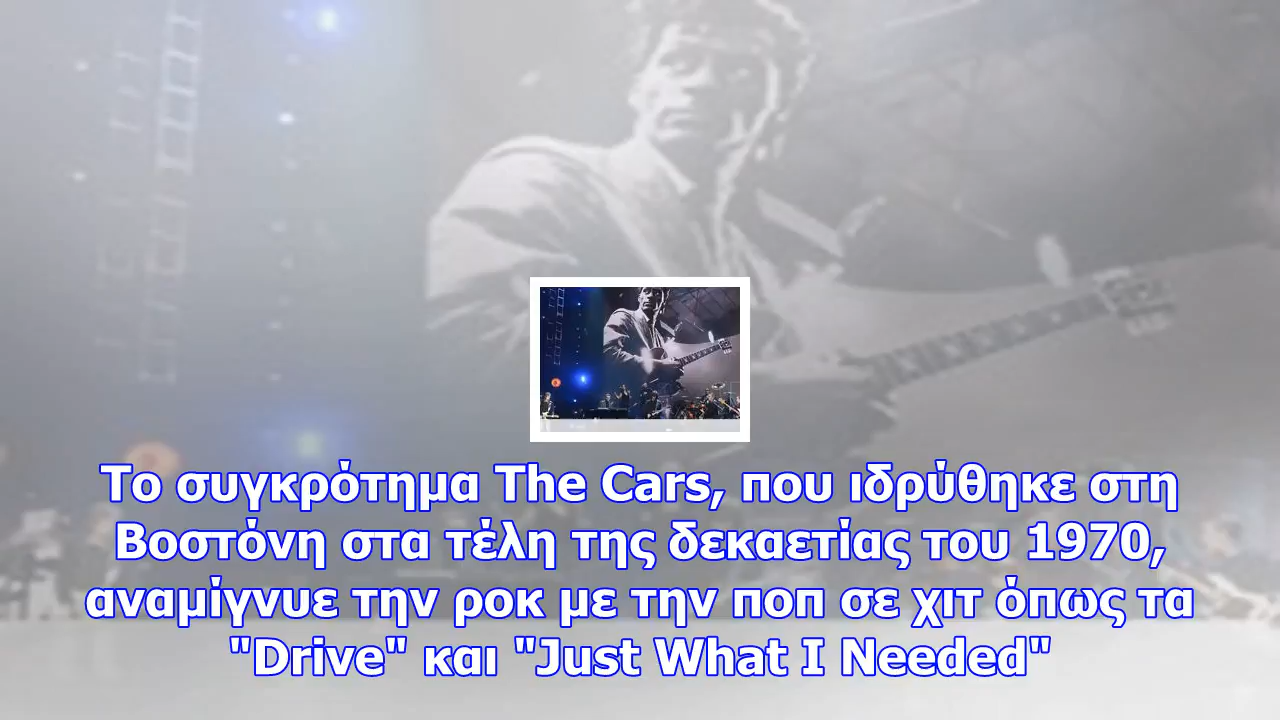 Το συγκρότημα The Cars, που ιδρύθηκε στη
Βοστόνη στα τέλη της δεκαετίας του 1970,
αναμίγνυε την ροκ με την ποπ σε χιτ όπως τα
"Drive" και "Just What I Needed"